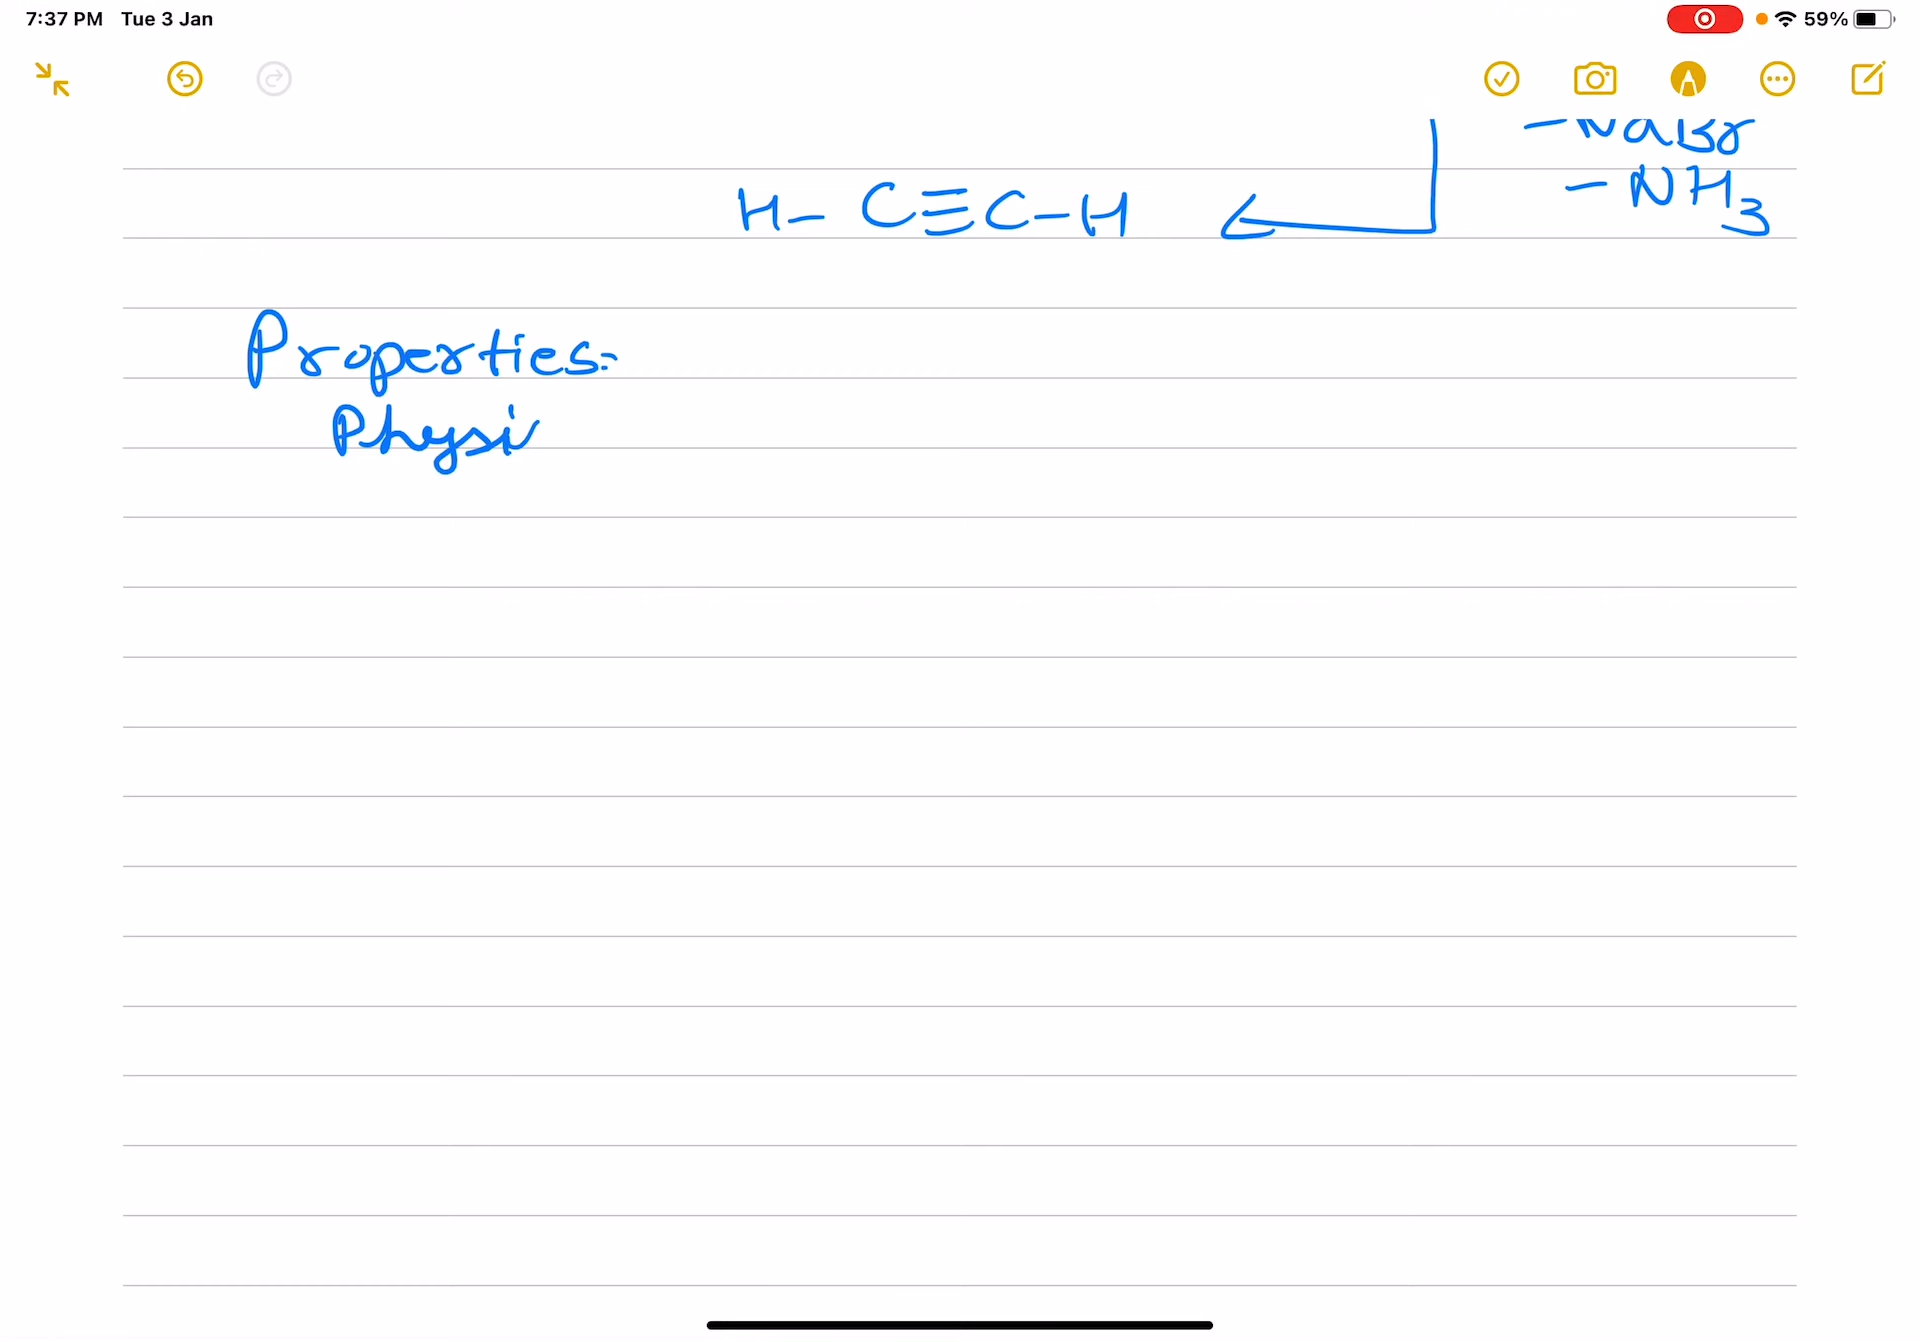 7:37 PM Tue 3 Jan 59%
-NaBr
-NH3
H-C≡C-H
Properties:-
Physi